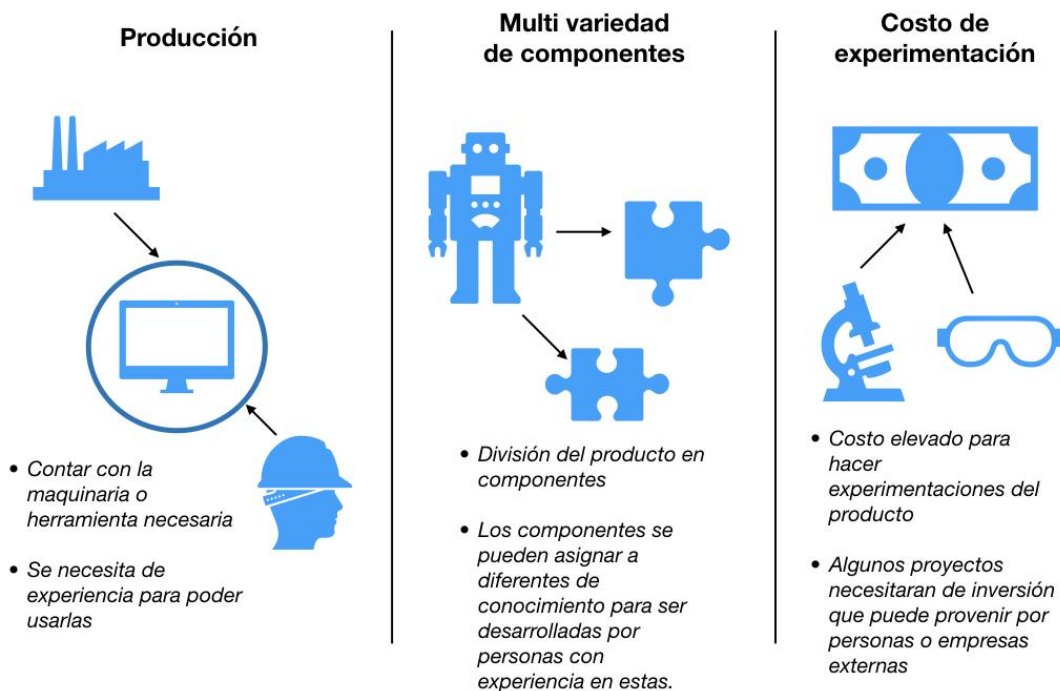 Producción
• Contar con la
maquinaria o
herramienta necesaria
• Se necesita de
experiencia para poder
usarlas
Multi variedad
de componentes
• División del producto en
componentes
• Los componentes se
pueden asignar a
diferentes de
conocimiento para ser
desarrolladas por
personas con
experiencia en estas.
Costo de
experimentación
• Costo elevado para
hacer
experimentaciones del
producto
• Algunos proyectos
necesitaran de inversión
que puede provenir por
personas o empresas
externas